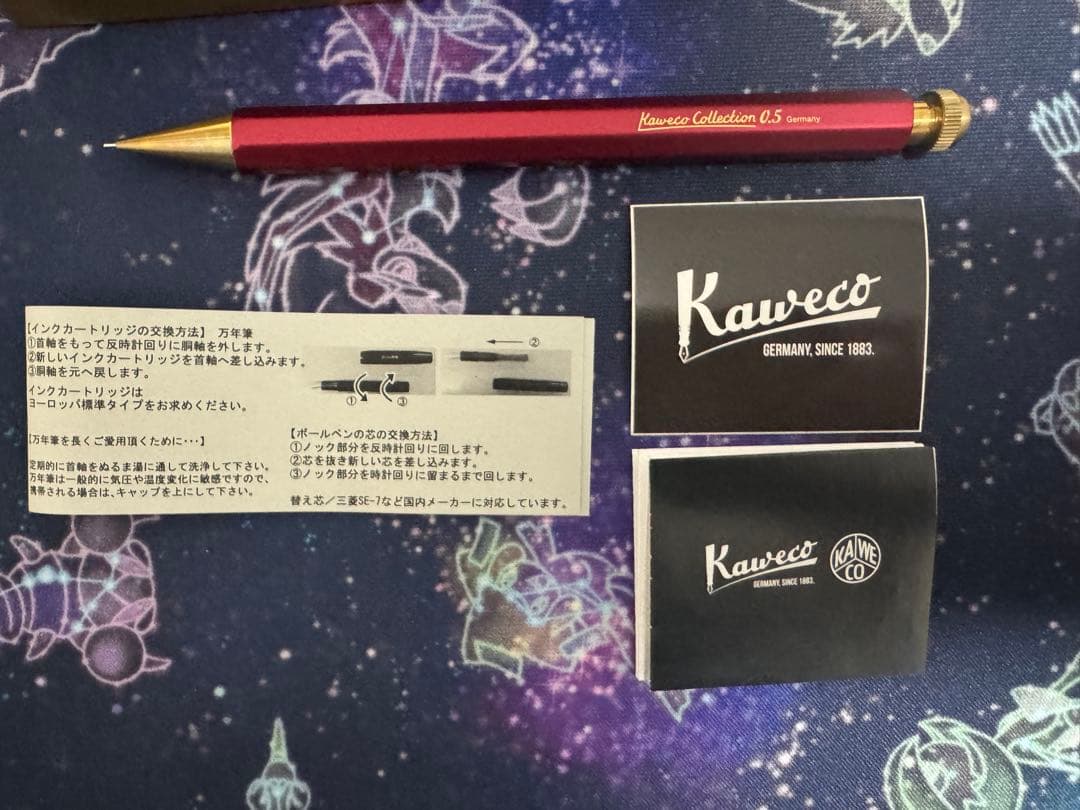 Kaweco Collection 0.5 Germany
【インクカートリッジの交換方法】 万年筆
①首軸をもって反時計回りに胴軸を外します。
②新しいインクカートリッジを首軸へ差し込みます。
③胴軸を元へ戻します。
インクカートリッジは
ヨーロッパ標準タイプをお求めください。
① ③
②
【万年筆を長くご愛用頂くために・・・】
定期的に首軸をぬるま湯に通して洗浄して下さい。
万年筆は一般的に気圧や温度変化に敏感ですので、
携帯される場合は、キャップを上にして下さい。
【ボールペンの芯の交換方法】
①ノック部分を反時計回りに回します。
②芯を抜き新しい芯を差し込みます。
③ノック部分を時計回りに留まるまで回します。
替え芯／三菱SE-7など国内メーカーに対応しています。
Kaweco
GERMANY, SINCE 1883.
Kaweco
GERMANY, SINCE 1883.
KA WE
CO